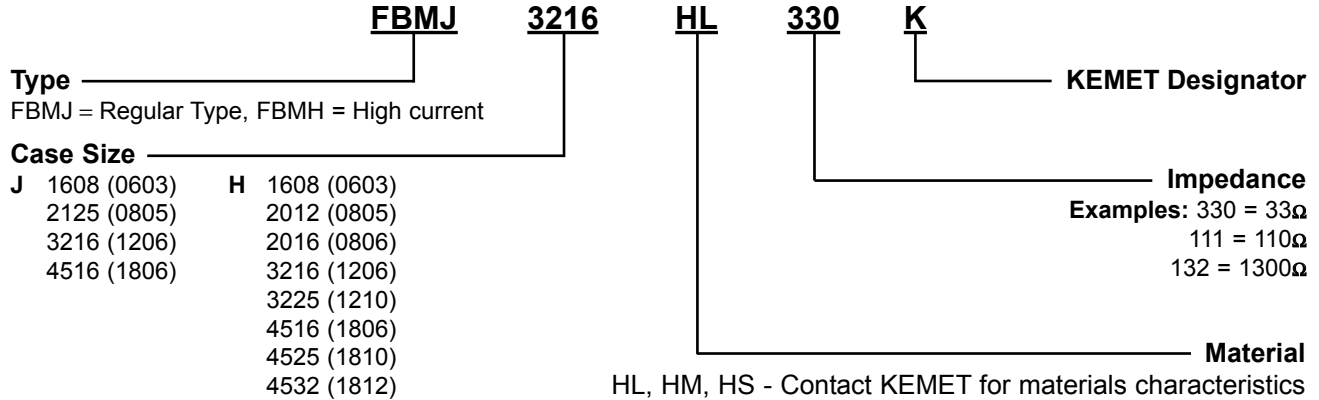 FBMJ 3216 HL 330 K
Type
FBMJ = Regular Type, FBMH = High current
KEMET Designator
Case Size
J 1608 (0603) H 1608 (0603)
2125 (0805) 2012 (0805)
3216 (1206) 2016 (0806)
4516 (1806) 3216 (1206)
3225 (1210)
4516 (1806)
4525 (1810)
4532 (1812)
Impedance
Examples: 330 = 33Ω
111 = 110Ω
132 = 1300Ω
Material
HL, HM, HS - Contact KEMET for materials characteristics